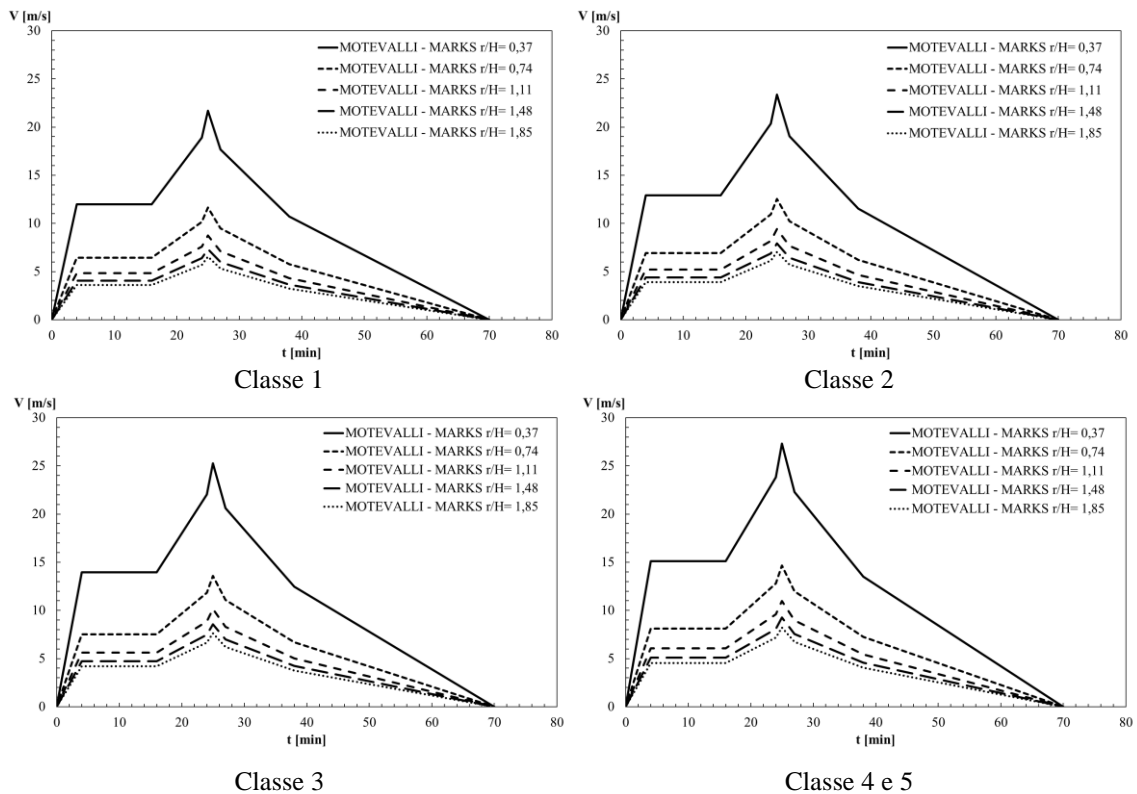 V [m/s]
30
25
20
15
10
5
0
0 10 20 30 40 50 60 70 80
t [min]
MOTEVALLI - MARKS r/H= 0,37
MOTEVALLI - MARKS r/H= 0,74
MOTEVALLI - MARKS r/H= 1,11
MOTEVALLI - MARKS r/H= 1,48
MOTEVALLI - MARKS r/H= 1,85
Classe 1
V [m/s]
30
25
20
15
10
5
0
0 10 20 30 40 50 60 70 80
t [min]
MOTEVALLI - MARKS r/H= 0,37
MOTEVALLI - MARKS r/H= 0,74
MOTEVALLI - MARKS r/H= 1,11
MOTEVALLI - MARKS r/H= 1,48
MOTEVALLI - MARKS r/H= 1,85
Classe 2
V [m/s]
30
25
20
15
10
5
0
0 10 20 30 40 50 60 70 80
t [min]
MOTEVALLI - MARKS r/H= 0,37
MOTEVALLI - MARKS r/H= 0,74
MOTEVALLI - MARKS r/H= 1,11
MOTEVALLI - MARKS r/H= 1,48
MOTEVALLI - MARKS r/H= 1,85
Classe 3
V [m/s]
30
25
20
15
10
5
0
0 10 20 30 40 50 60 70 80
t [min]
MOTEVALLI - MARKS r/H= 0,37
MOTEVALLI - MARKS r/H= 0,74
MOTEVALLI - MARKS r/H= 1,11
MOTEVALLI - MARKS r/H= 1,48
MOTEVALLI - MARKS r/H= 1,85
Classe 4 e 5